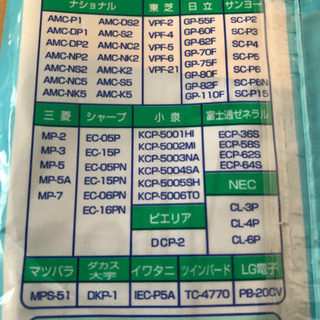 ナショナル
AMC-P1 AMC-DS2
AMC-DP1 AMC-S2
AMC-DP2 AMC-NC2
AMC-NP2 AMC-NK2
AMC-NS2 AMC-S5
AMC-NC5 AMC-DS5
AMC-NK5 AMC-K5
東芝
VPF-2
VPF-4
VPF-5
VPF-6
VPF-21
日立
GP-55F
GP-60F
GP-62F
GP-70F
GP-75F
GP-80F
GP-82F
GP-110F
サンヨー
SC-P2
SC-P3
SC-P4
SC-P5
SC-P6
SC-P15
三菱
MP-2
MP-3
MP-5
MP-5A
MP-7
シャープ
EC-05P
EC-15P
EC-05PN
EC-15PN
EC-06PN
EC-16PN
小泉
KCP-5001HI
KCP-5002MI
KCP-5003NA
KCP-5004SA
KCP-5005SH
KCP-5006TO
ピエリア
DCP-2
富士通ゼネラル
ECP-36S
ECP-58S
ECP-62S
ECP-64S
NEC
CL-3P
CL-4P
CL-6P
マツバラ
MPS-51
ダカス大宇
DKP-1
イワタニ
IEC-P5A
ツインバード
TC-4770
LG電子
PB-20CV